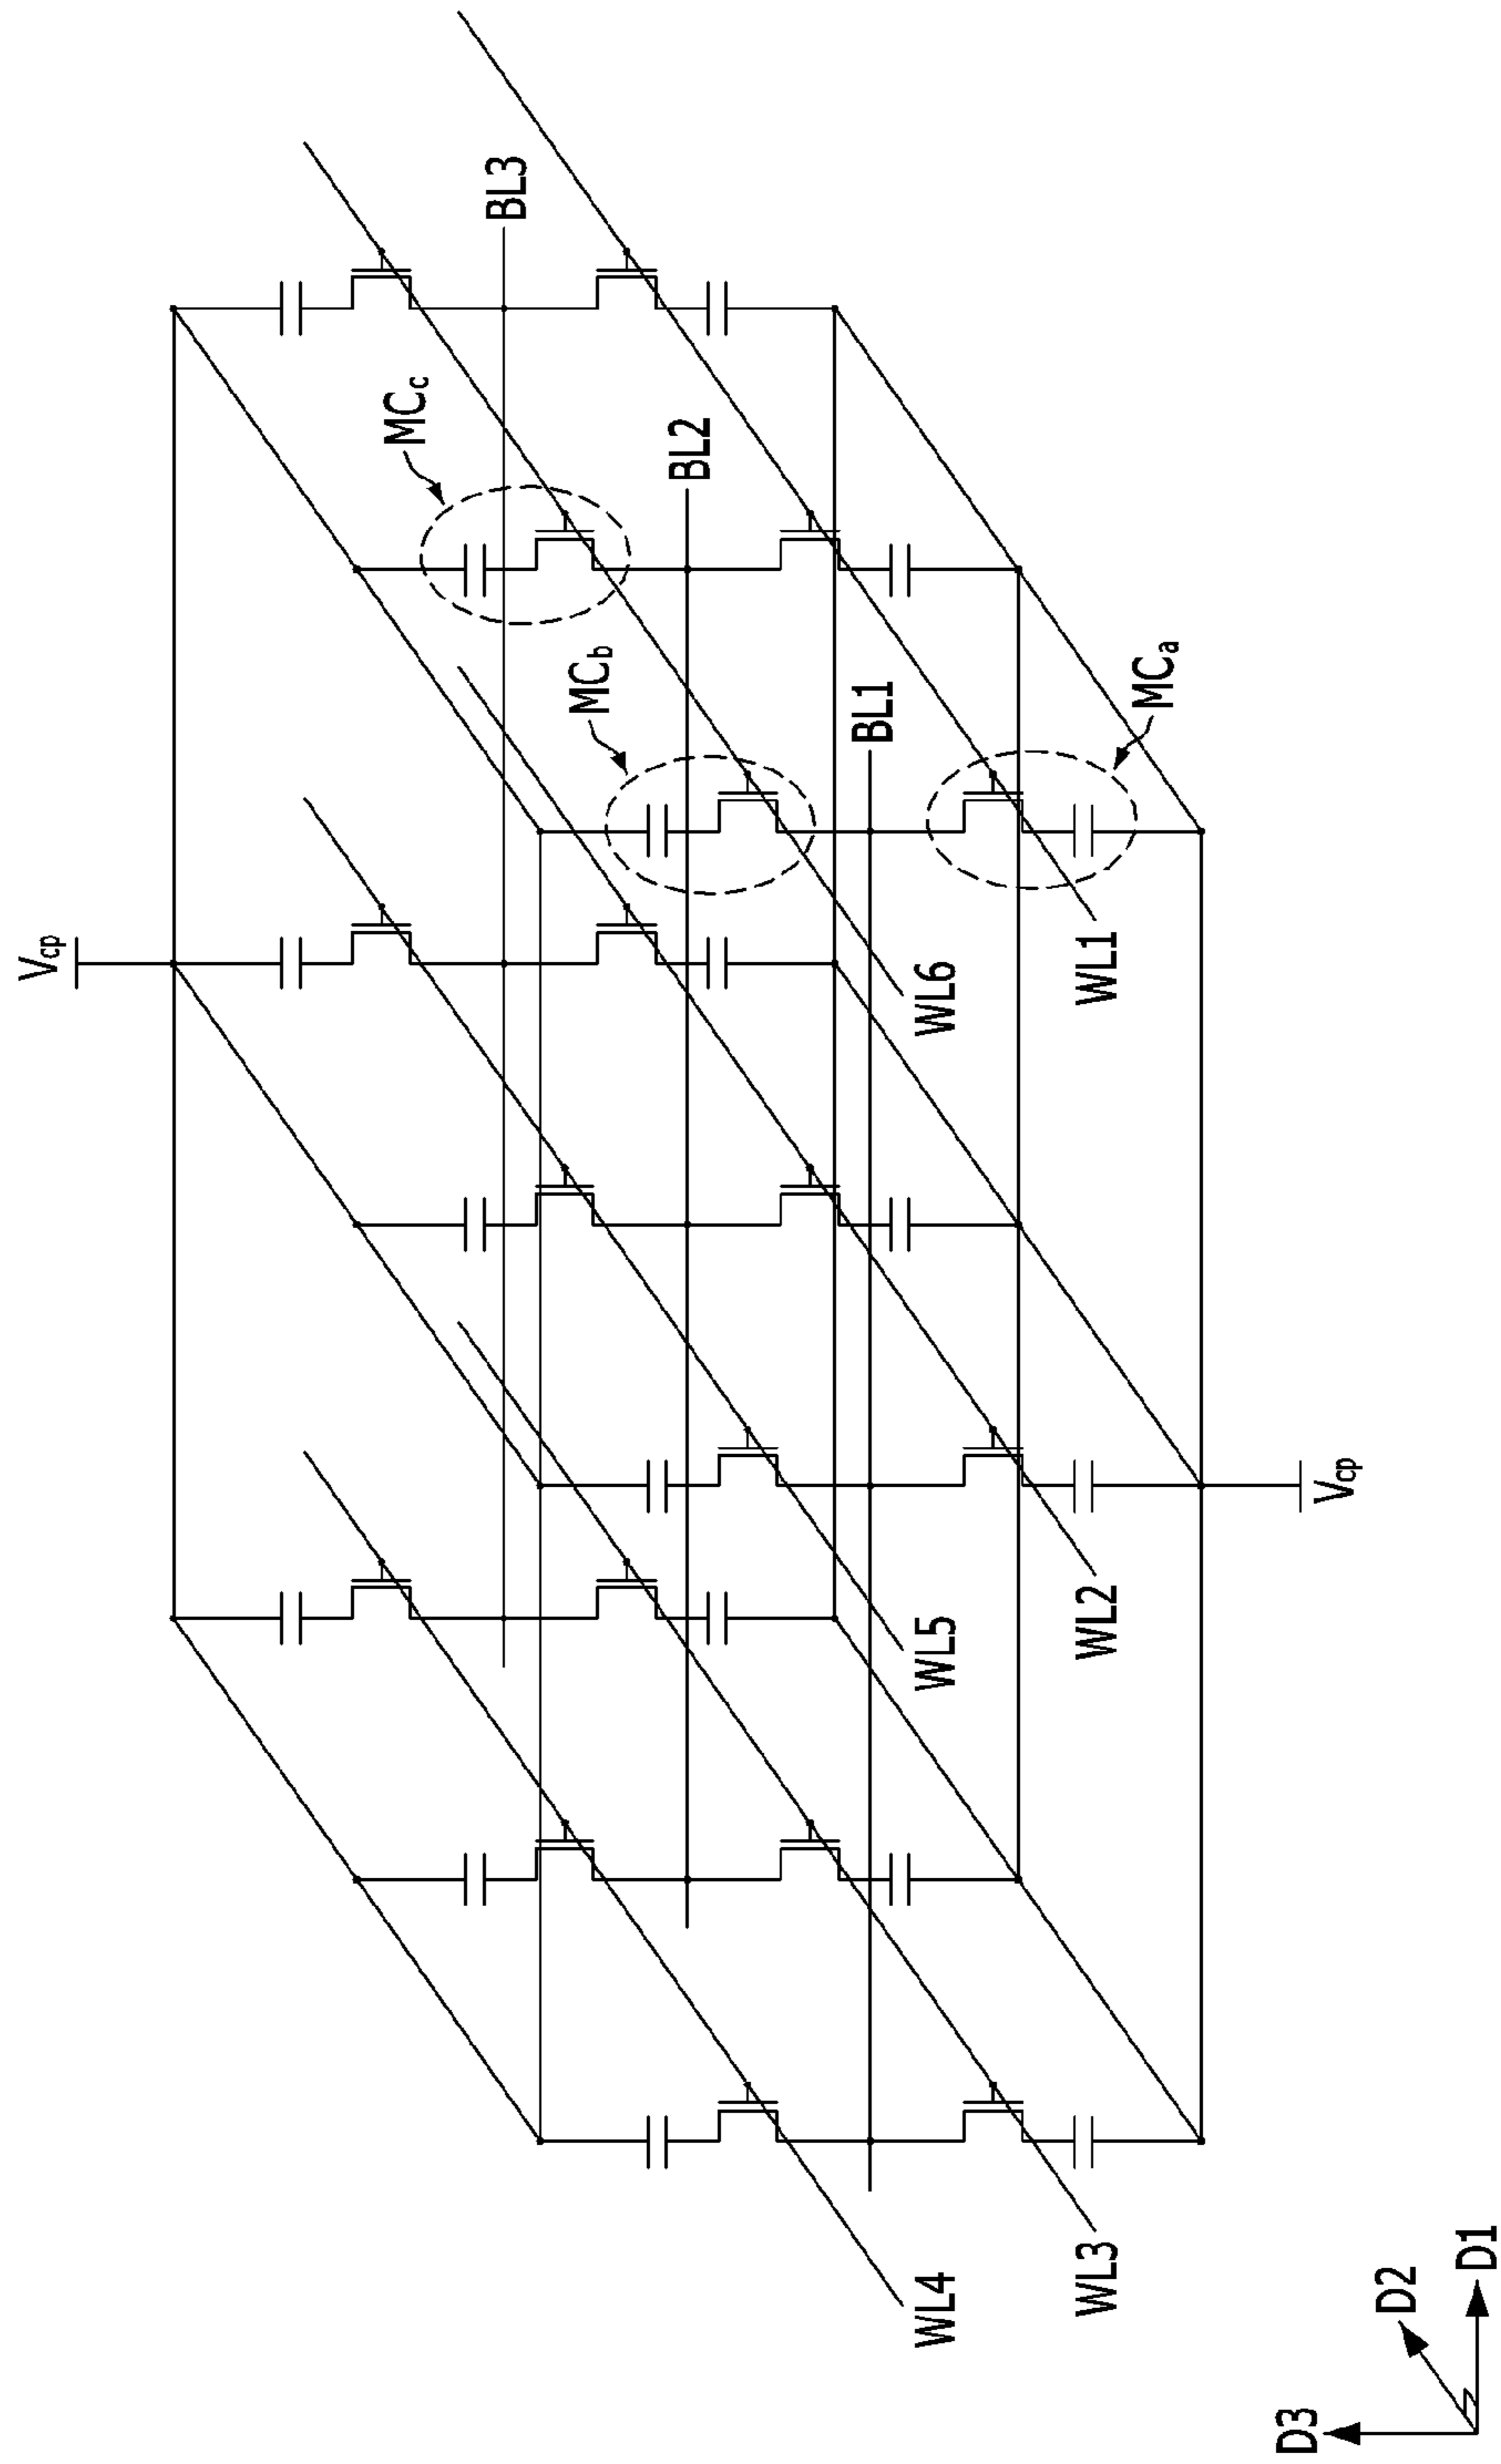 Vcp
BL3
MCc
BL2
MCb
BL1
MCa
WL6
WL1
WL5
WL2
Vcp
WL4
WL3
D3
D2
D1